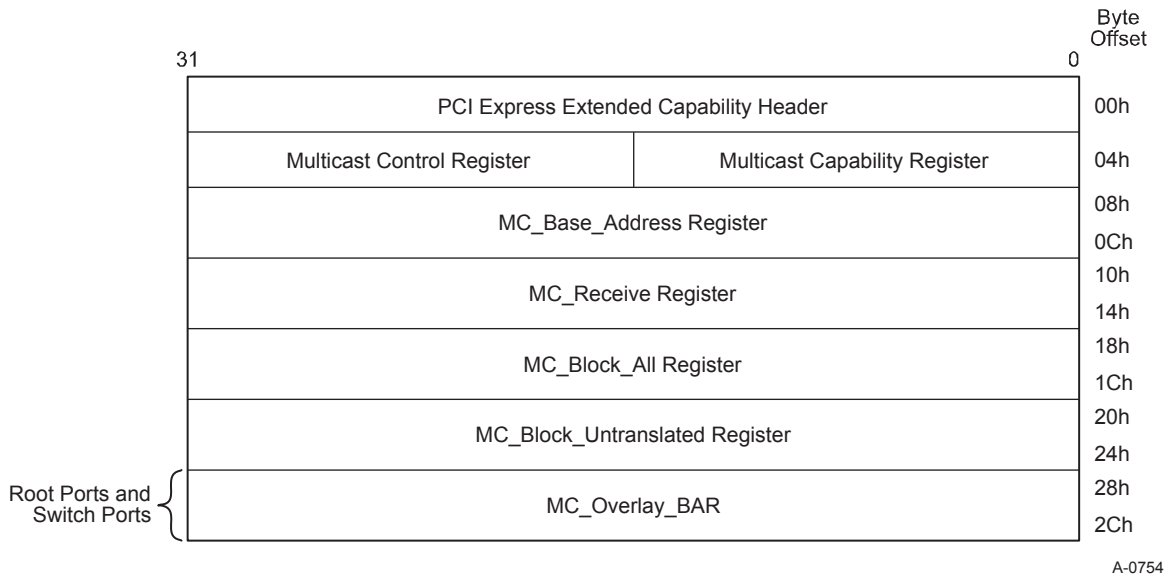 Byte
Offset
31 0
PCI Express Extended Capability Header 00h
Multicast Control Register Multicast Capability Register 04h
08h
MC_Base_Address Register
0Ch
10h
MC_Receive Register
14h
18h
MC_Block_All Register
1Ch
20h
MC_Block_Untranslated Register
24h
28h
Root Ports and
Switch Ports
MC_Overlay_BAR
2Ch
A-0754